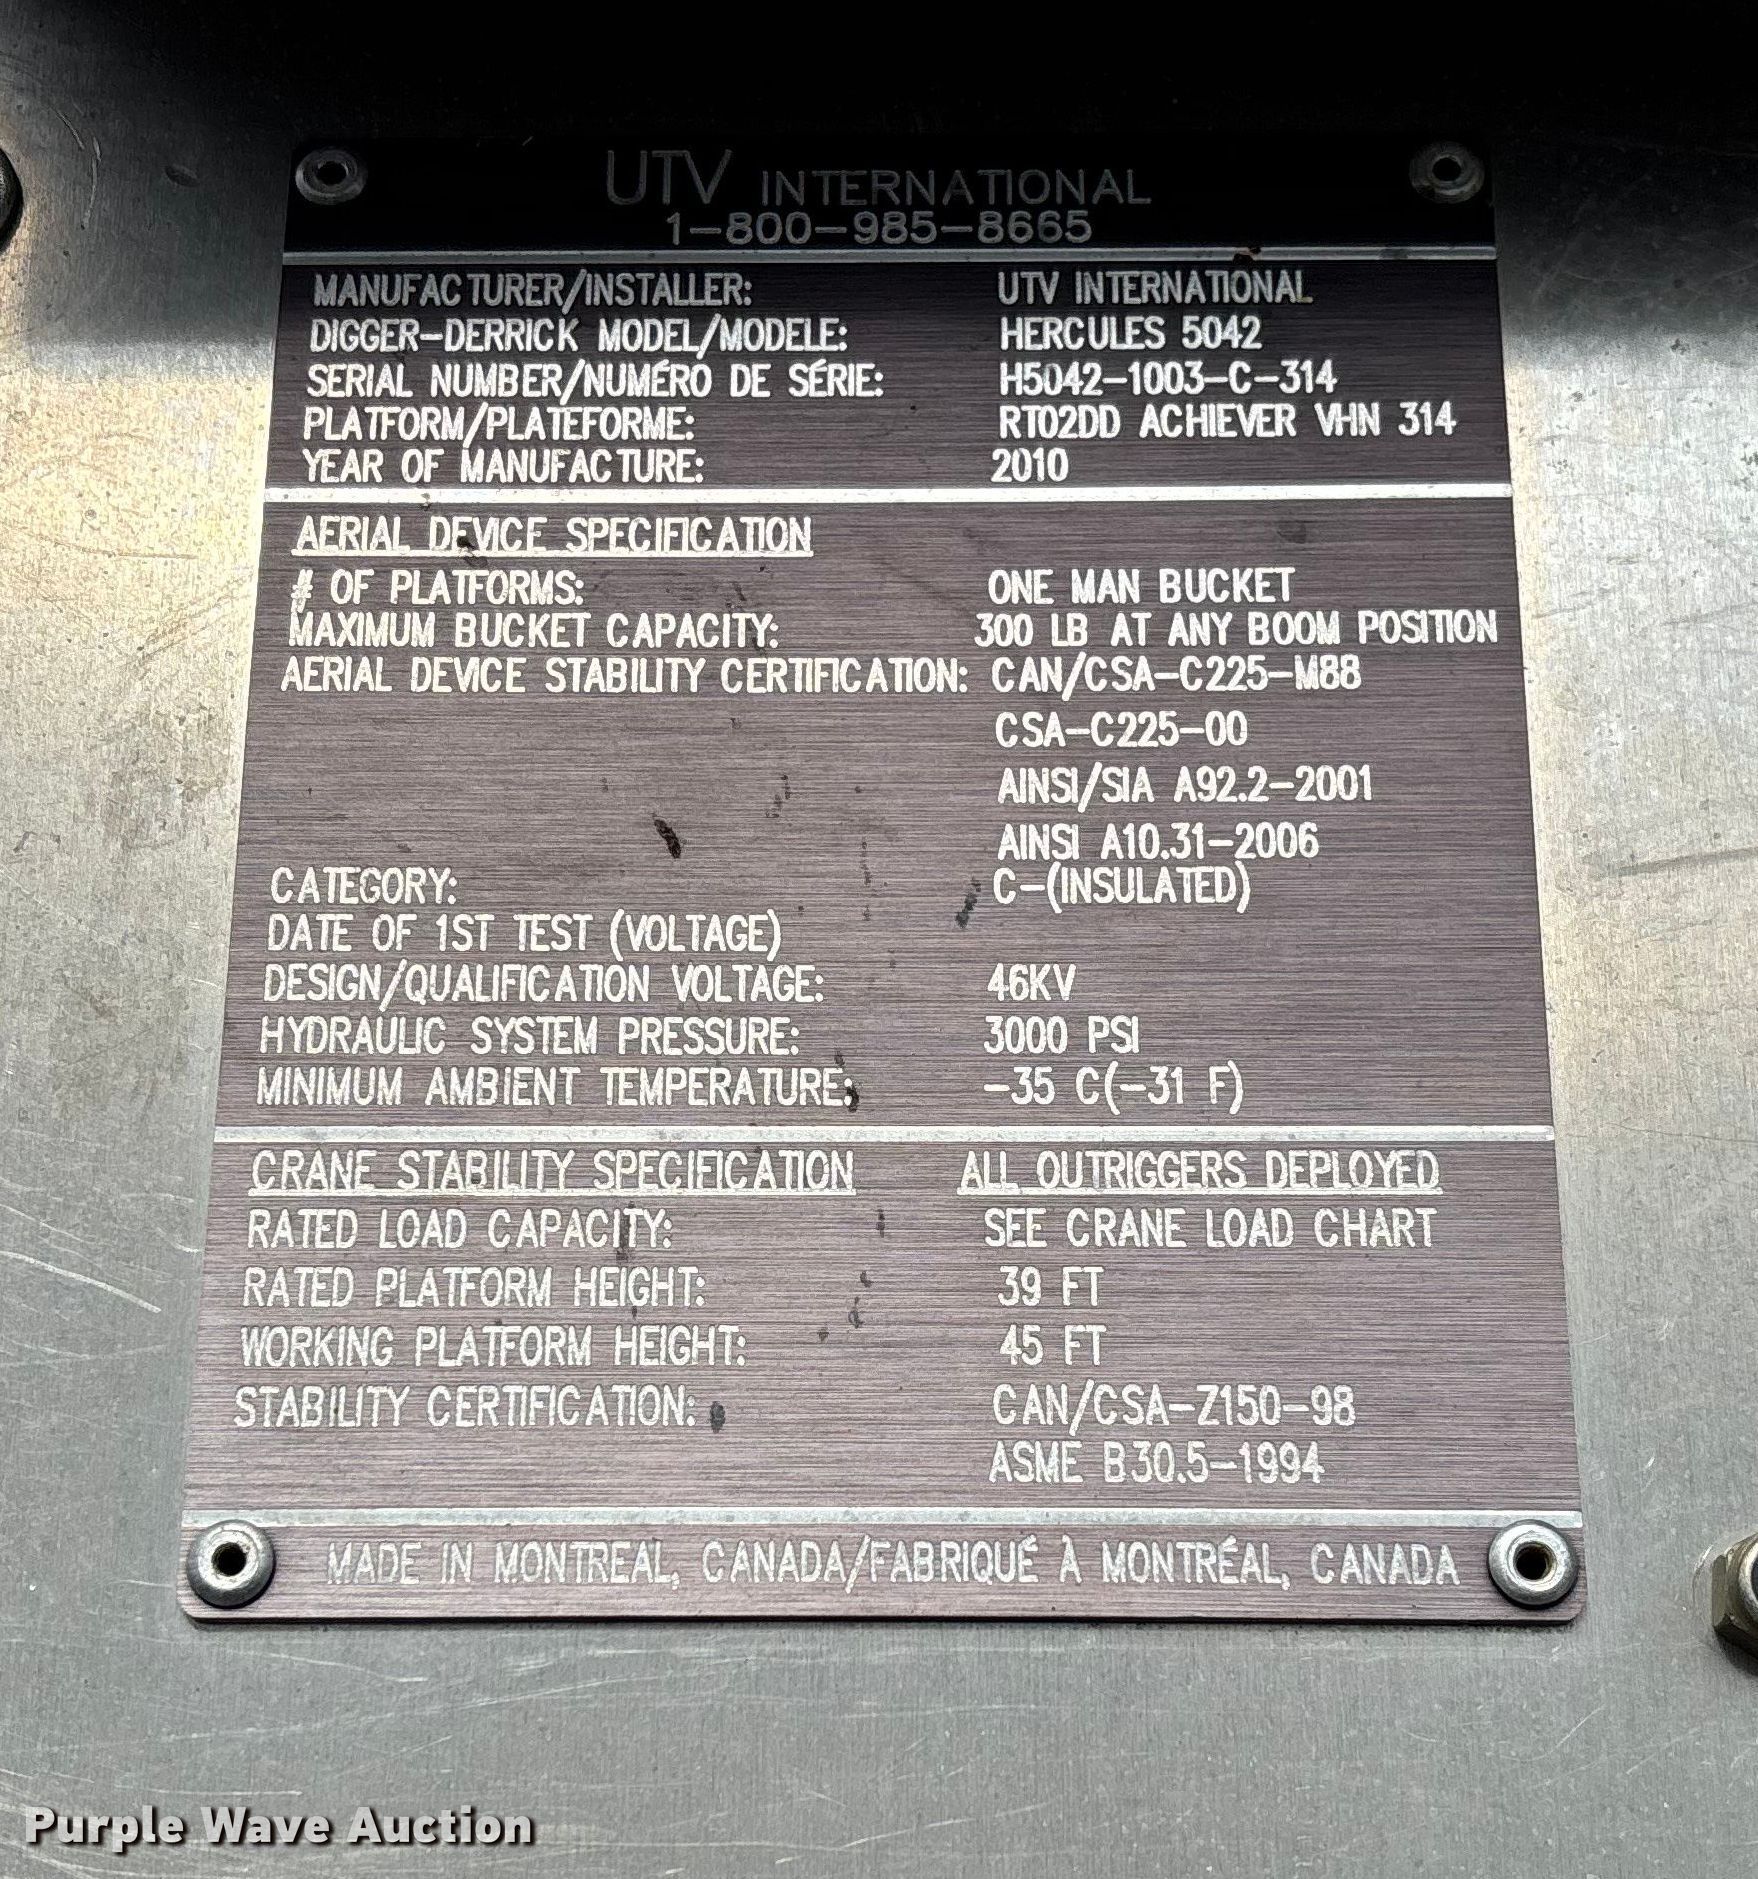 UTV INTERNATIONAL
1-800-985-8665
MANUFACTURER/INSTALLER: UTV INTERNATIONAL
DIGGER-DERRICK MODEL/MODELE: HERCULES 5042
SERIAL NUMBER/NUMÉRO DE SÉRIE: H5042-1003-C-314
PLATFORM/PLATEFORME: RT02DD ACHIEVER VHN 314
YEAR OF MANUFACTURE: 2010
AERIAL DEVICE SPECIFICATION
# OF PLATFORMS: ONE MAN BUCKET
MAXIMUM BUCKET CAPACITY: 300 LB AT ANY BOOM POSITION
AERIAL DEVICE STABILITY CERTIFICATION: CAN/CSA-C225-M88
CSA-C225-00
AINSI/SIA A92.2-2001
AINSI A10.31-2006
CATEGORY: C-(INSULATED)
DATE OF 1ST TEST (VOLTAGE)
DESIGN/QUALIFICATION VOLTAGE: 46KV
HYDRAULIC SYSTEM PRESSURE: 3000 PSI
MINIMUM AMBIENT TEMPERATURE: -35 C(-31 F)
CRANE STABILITY SPECIFICATION ALL OUTRIGGERS DEPLOYED
RATED LOAD CAPACITY: SEE CRANE LOAD CHART
RATED PLATFORM HEIGHT: 39 FT
WORKING PLATFORM HEIGHT: 45 FT
STABILITY CERTIFICATION: CAN/CSA-Z150-98
ASME B30.5-1994
MADE IN MONTREAL, CANADA/FABRIQUÉ À MONTRÉAL, CANADA
Purple Wave Auction